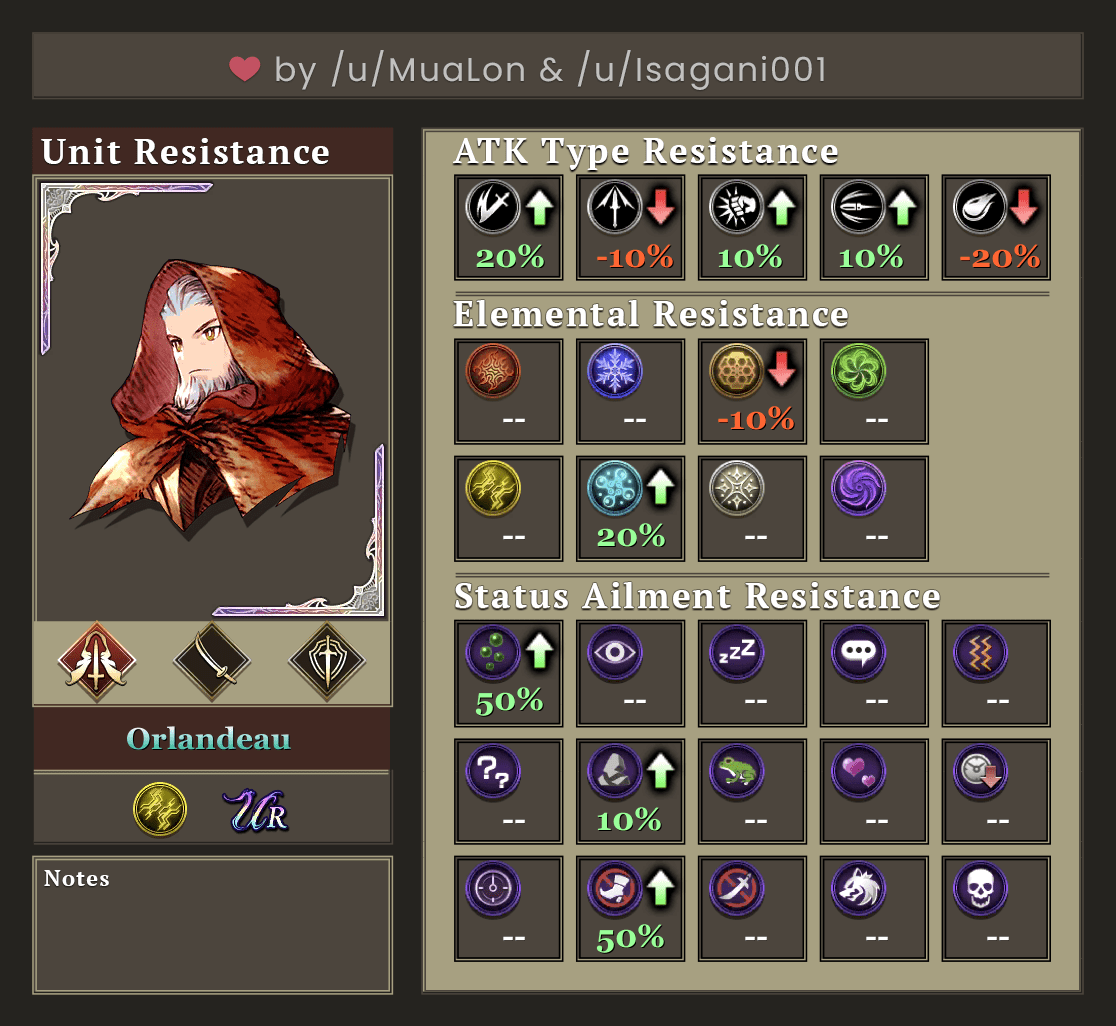 by /u/MuaLon & /u/Isagani001
Unit Resistance
Orlandeau
UR
Notes
ATK Type Resistance
20% -10% 10% 10% -20%
Elemental Resistance
-- -- -10% --
-- 20% -- --
Status Ailment Resistance
zzZ
50% -- -- -- --
??
-- 10% -- -- --
-- 50% -- -- --